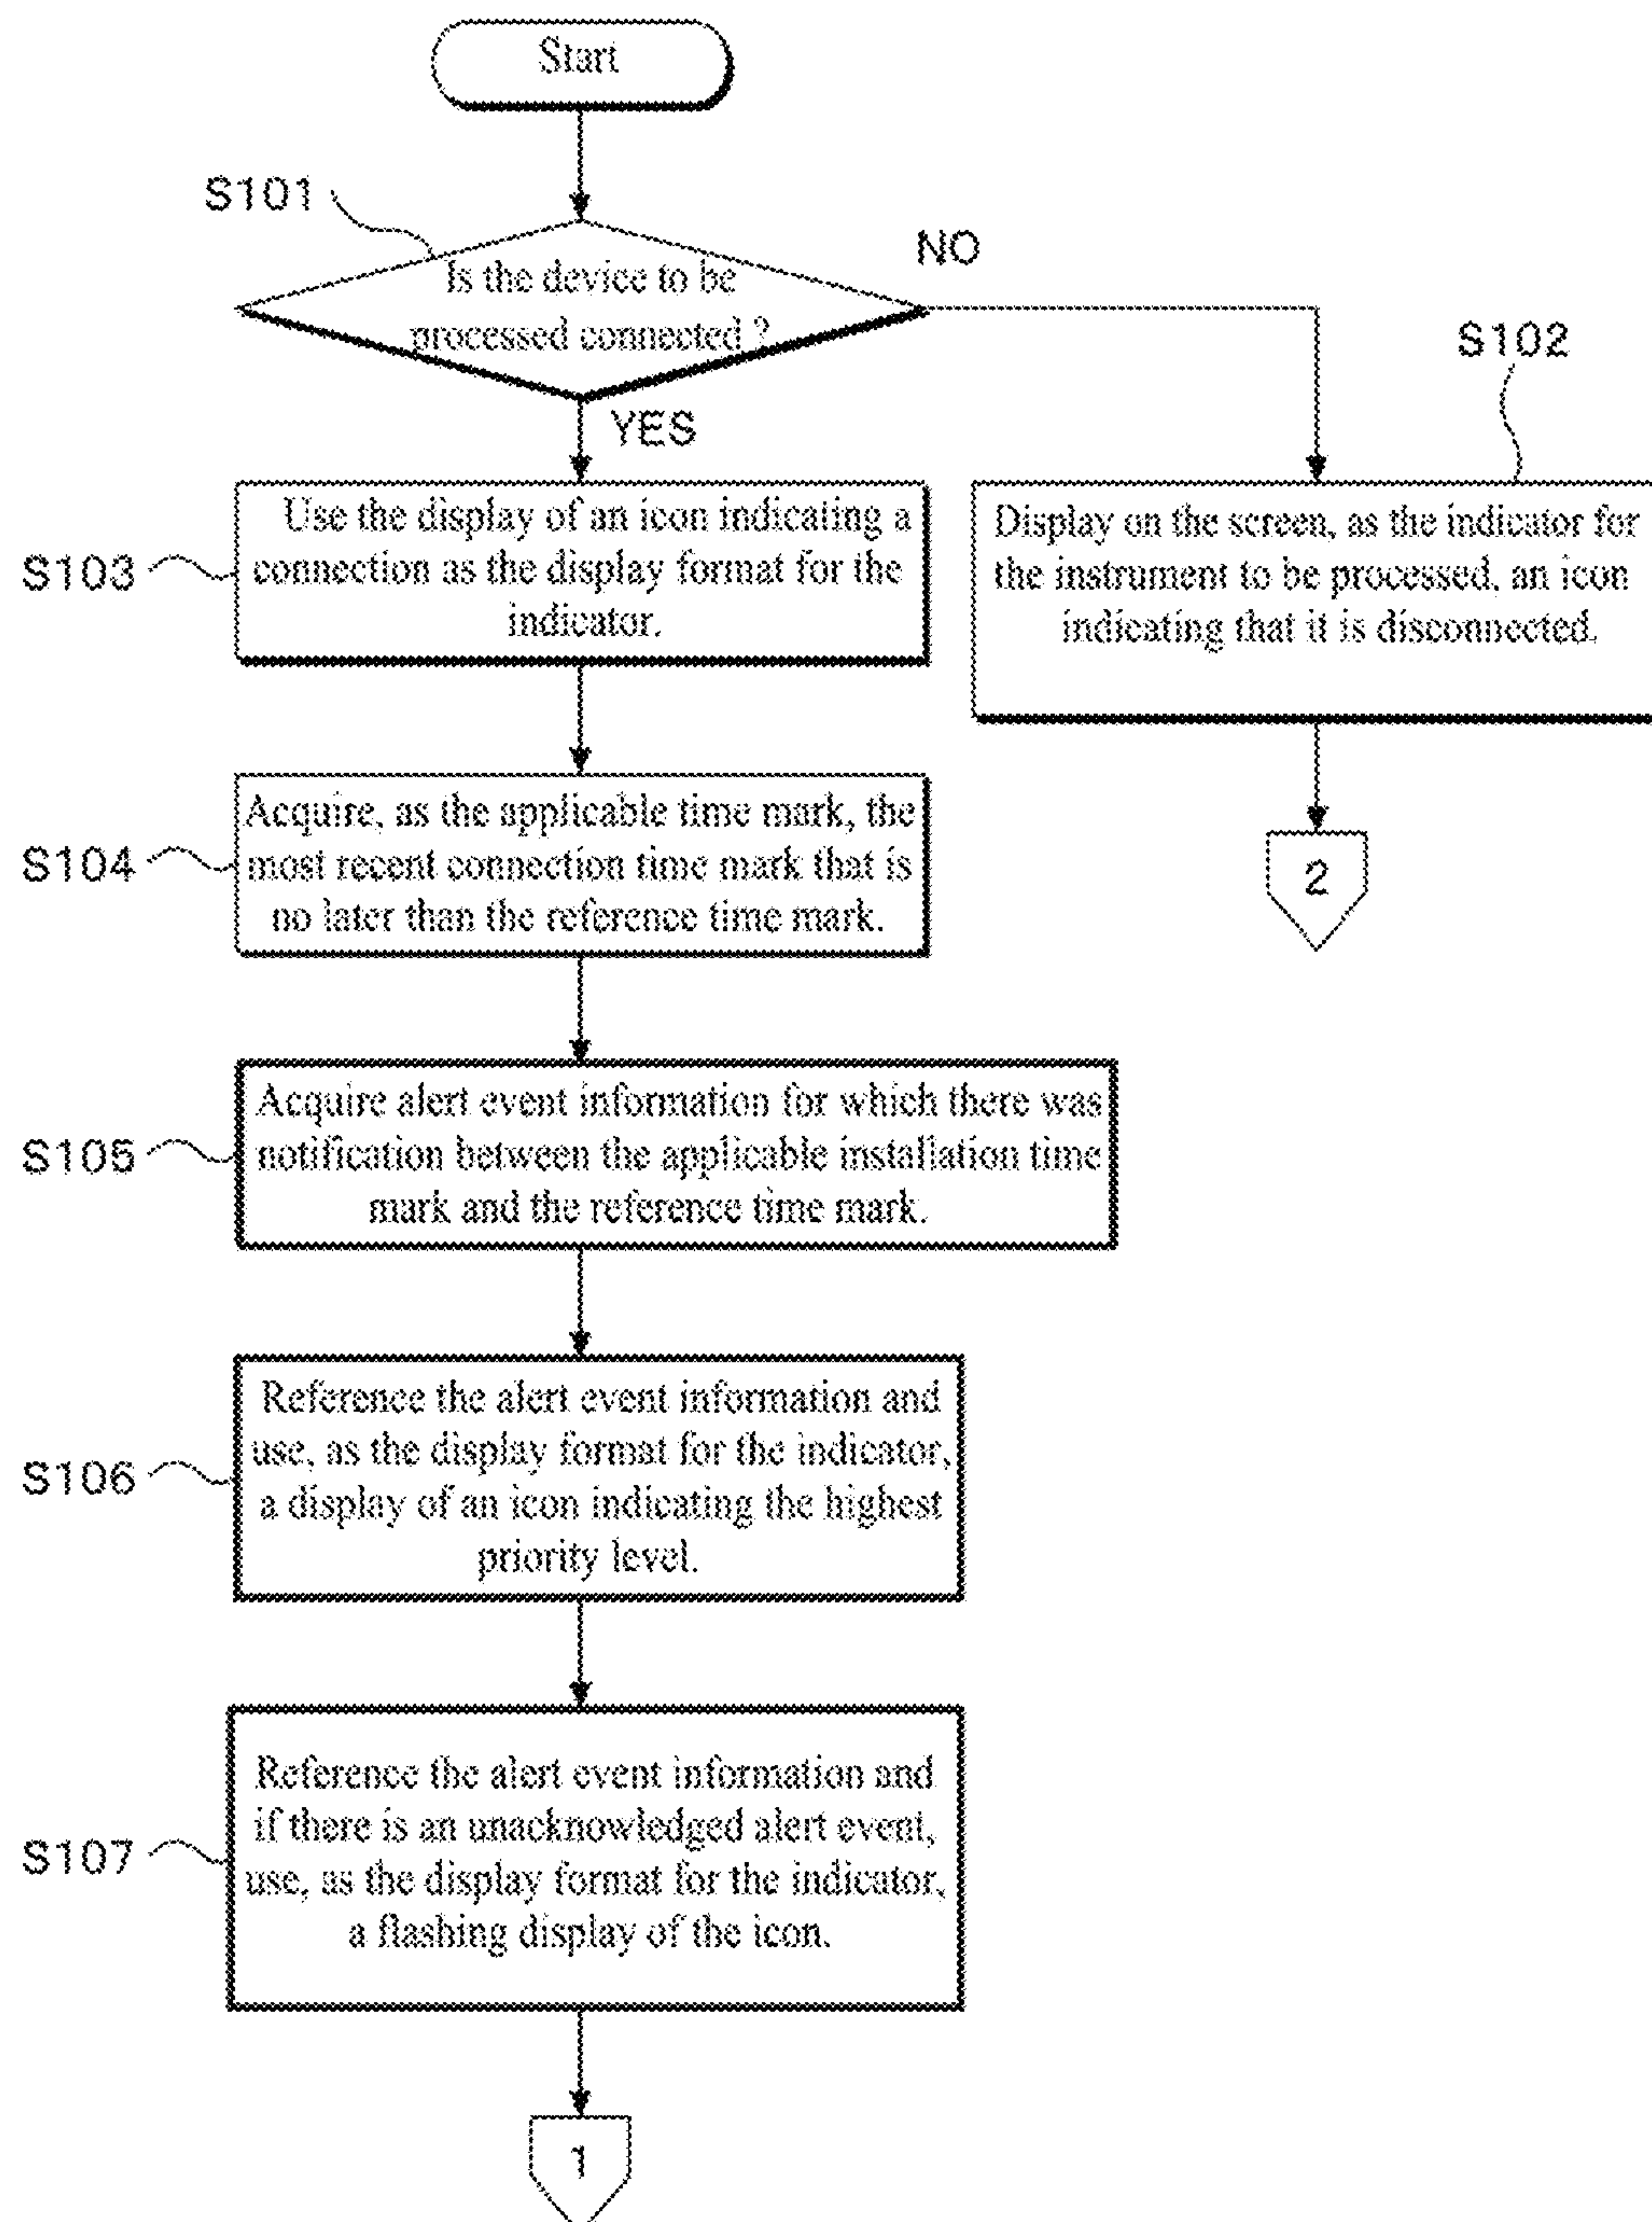 Start
S101
Is the device to be
processed connected ?
NO
YES
S102
Display on the screen, as the indicator for
the instrument to be processed, an icon
indicating that it is disconnected.
2
S103
Use the display of an icon indicating a
connection as the display format for the
indicator.
S104
Acquire, as the applicable time mark, the
most recent connection time mark that is
no later than the reference time mark.
S105
Acquire alert event information for which there was
notification between the applicable installation time
mark and the reference time mark.
S106
Reference the alert event information and
use, as the display format for the indicator,
a display of an icon indicating the highest
priority level.
S107
Reference the alert event information and
if there is an unacknowledged alert event,
use, as the display format for the indicator,
a flashing display of the icon.
1